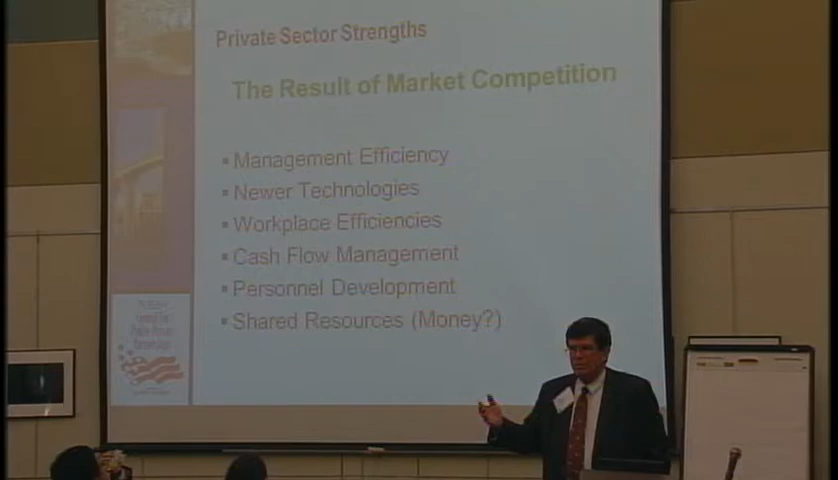 Private Sector Strengths
The Result of Market Competition
▪ Management Efficiency
▪ Newer Technologies
▪ Workplace Efficiencies
▪ Cash Flow Management
▪ Personnel Development
▪ Shared Resources (Money?)